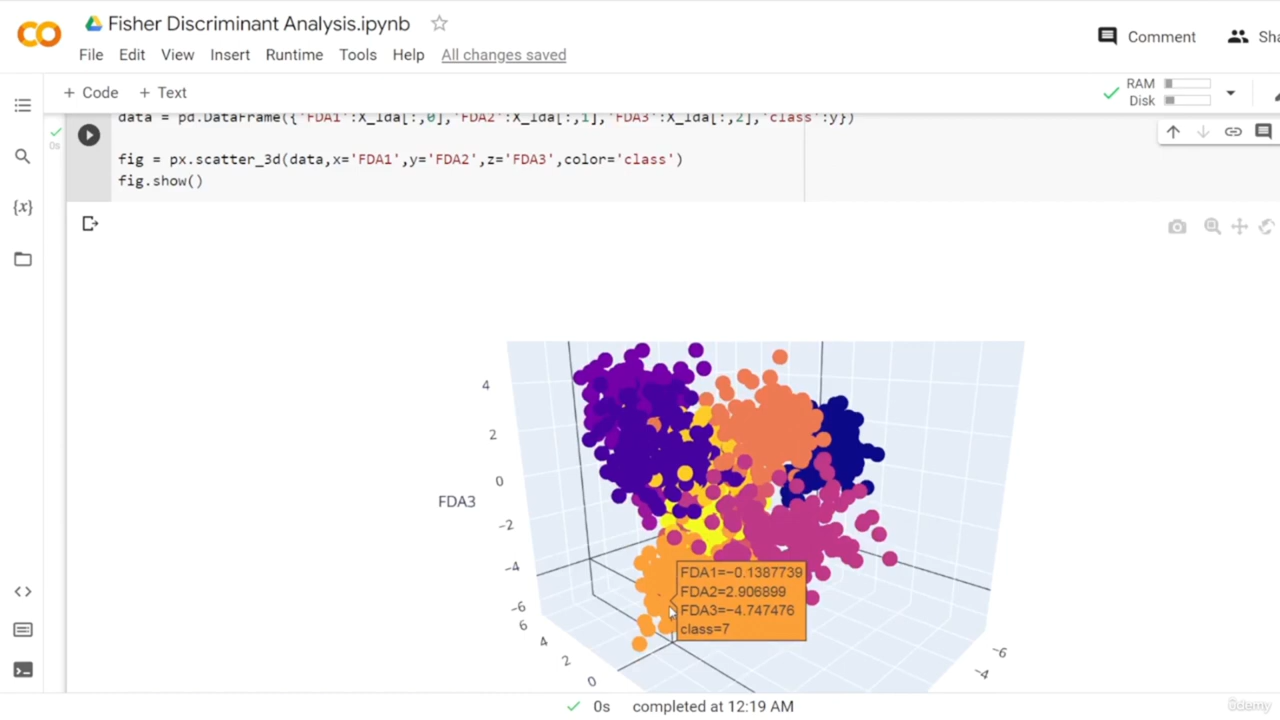 Fisher Discriminant Analysis.ipynb
File Edit View Insert Runtime Tools Help All changes saved
Comment
Sha
+ Code + Text
RAM
Disk
data = pd.DataFrame({'FDA1':X_lda[:,0],'FDA2':X_lda[:,1],'FDA3':X_lda[:,2],'class':y})
0s
fig = px.scatter_3d(data,x='FDA1',y='FDA2',z='FDA3',color='class')
fig.show()
{x}
4
2
0
FDA3
−2
−4
−6
6
4
2
0
−6
−4
FDA1=−0.1387739
FDA2=2.906899
FDA3=−4.747476
class=7
0s completed at 12:19 AM
ûdemy